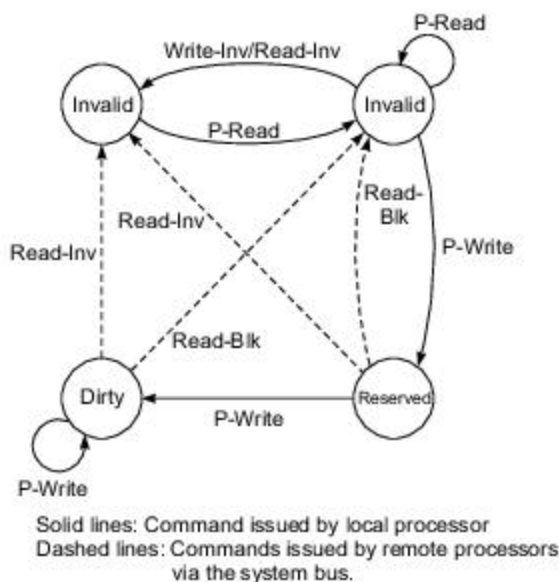 P-Read
Write-Inv/Read-Inv
Invalid
Invalid
P-Read
Read-
Blk
Read-Inv
P-Write
Read-Inv
Read-Blk
Dirty
Reserved
P-Write
P-Write
Solid lines: Command issued by local processor
Dashed lines: Commands issued by remote processors
via the system bus.